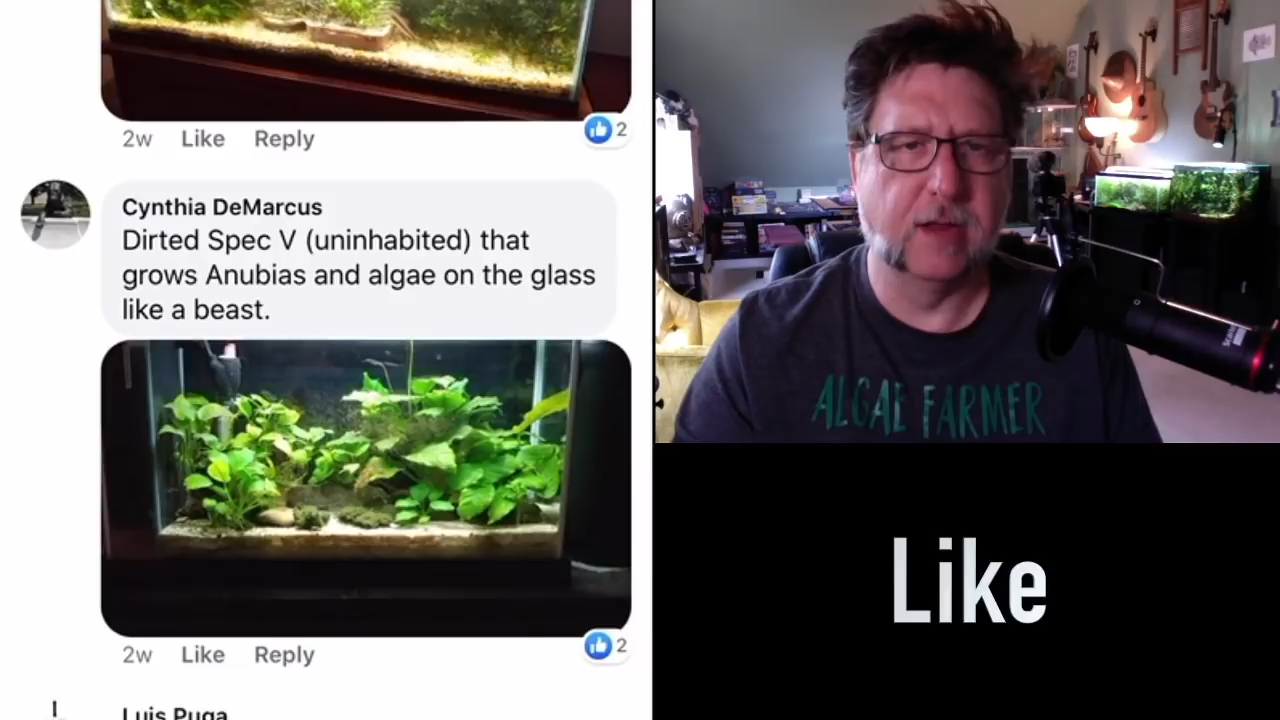 2w Like Reply
2
Cynthia DeMarcus
Dirted Spec V (uninhabited) that
grows Anubias and algae on the glass
like a beast.
2w Like Reply
2
Luis Puga
ALGAE FARMER
Like